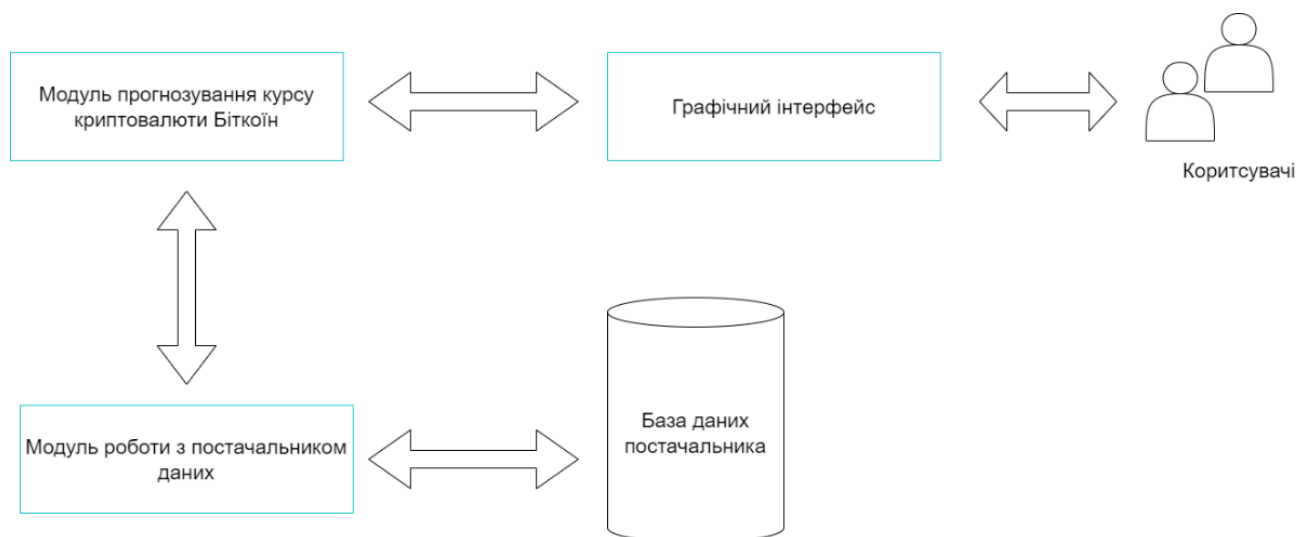 Модуль прогнозування курсу
криптовалюти Біткоїн
Графічний інтерфейс
Коритсувачі
Модуль роботи з постачальником
даних
База даних
постачальника